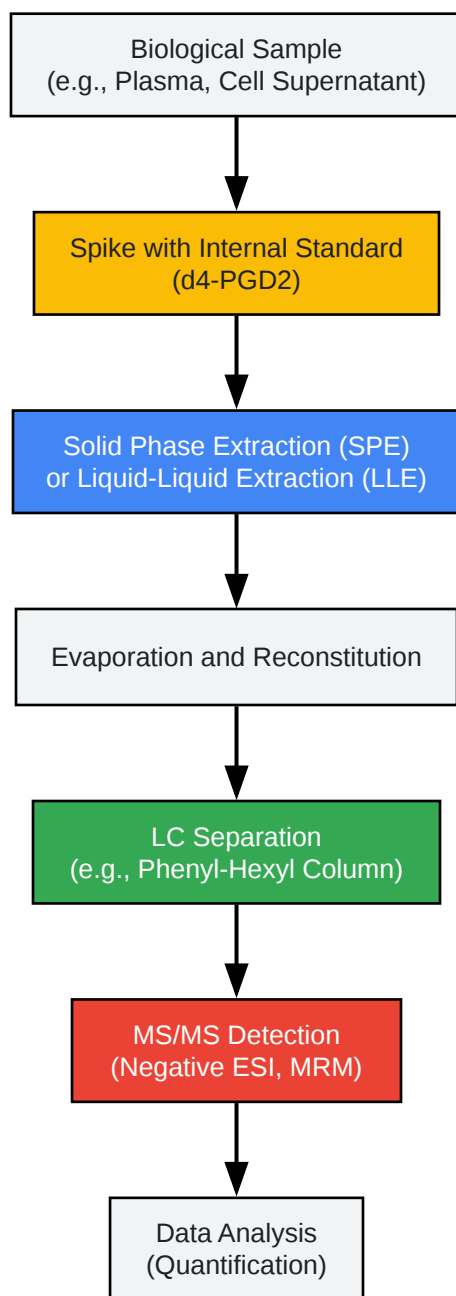 Biological Sample
(e.g., Plasma, Cell Supernatant)
Spike with Internal Standard
(d4-PGD2)
Solid Phase Extraction (SPE)
or Liquid-Liquid Extraction (LLE)
Evaporation and Reconstitution
LC Separation
(e.g., Phenyl-Hexyl Column)
MS/MS Detection
(Negative ESI, MRM)
Data Analysis
(Quantification)